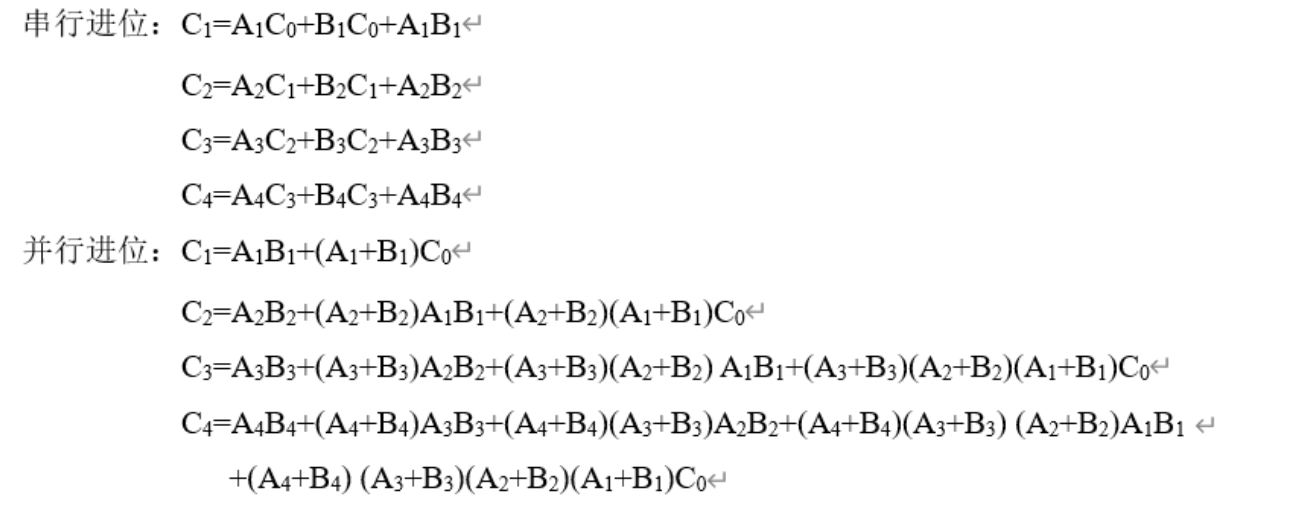 串行进位：C₁=A₁C₀+B₁C₀+A₁B₁↵
C₂=A₂C₁+B₂C₁+A₂B₂↵
C₃=A₃C₂+B₃C₂+A₃B₃↵
C₄=A₄C₃+B₄C₃+A₄B₄↵
并行进位：C₁=A₁B₁+(A₁+B₁)C₀↵
C₂=A₂B₂+(A₂+B₂)A₁B₁+(A₂+B₂)(A₁+B₁)C₀↵
C₃=A₃B₃+(A₃+B₃)A₂B₂+(A₃+B₃)(A₂+B₂) A₁B₁+(A₃+B₃)(A₂+B₂)(A₁+B₁)C₀↵
C₄=A₄B₄+(A₄+B₄)A₃B₃+(A₄+B₄)(A₃+B₃)A₂B₂+(A₄+B₄)(A₃+B₃) (A₂+B₂)A₁B₁ ↵
+(A₄+B₄) (A₃+B₃)(A₂+B₂)(A₁+B₁)C₀↵